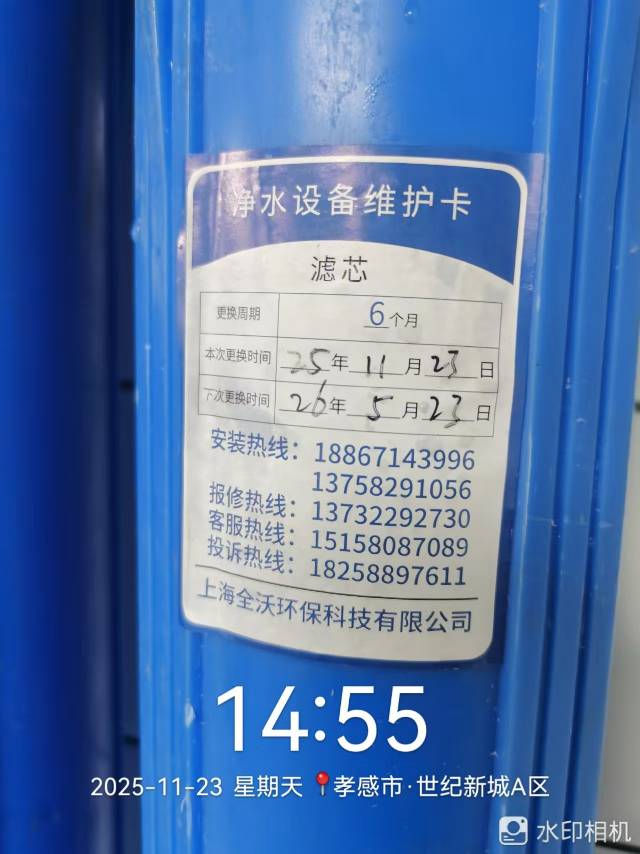 净水设备维护卡
滤芯
更换周期 6个月
本次更换时间 25年 11月 23日
下次更换时间 26年 5月 23日
安装热线：18867143996
13758291056
报修热线：13732292730
客服热线：15158087089
投诉热线：18258897611
上海全沃环保科技有限公司
14:55
2025-11-23 星期天 孝感市·世纪新城A区
水印相机